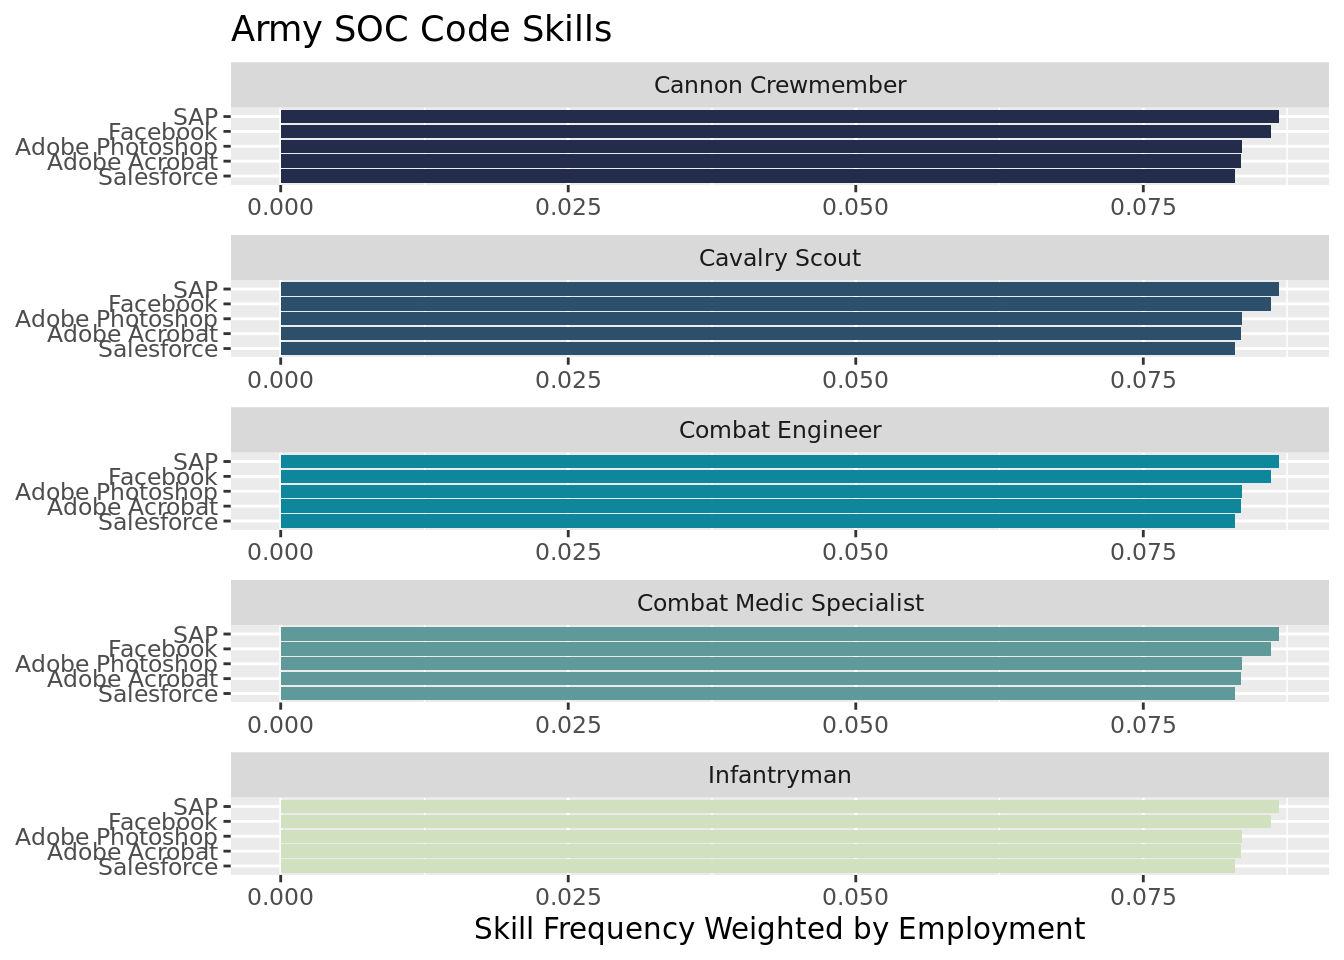 Army SOC Code Skills
Cannon Crewmember
SAP
Facebook
Adobe Photoshop
Adobe Acrobat
Salesforce
0.000 0.025 0.050 0.075
Cavalry Scout
SAP
Facebook
Adobe Photoshop
Adobe Acrobat
Salesforce
0.000 0.025 0.050 0.075
Combat Engineer
SAP
Facebook
Adobe Photoshop
Adobe Acrobat
Salesforce
0.000 0.025 0.050 0.075
Combat Medic Specialist
SAP
Facebook
Adobe Photoshop
Adobe Acrobat
Salesforce
0.000 0.025 0.050 0.075
Infantryman
SAP
Facebook
Adobe Photoshop
Adobe Acrobat
Salesforce
0.000 0.025 0.050 0.075
Skill Frequency Weighted by Employment